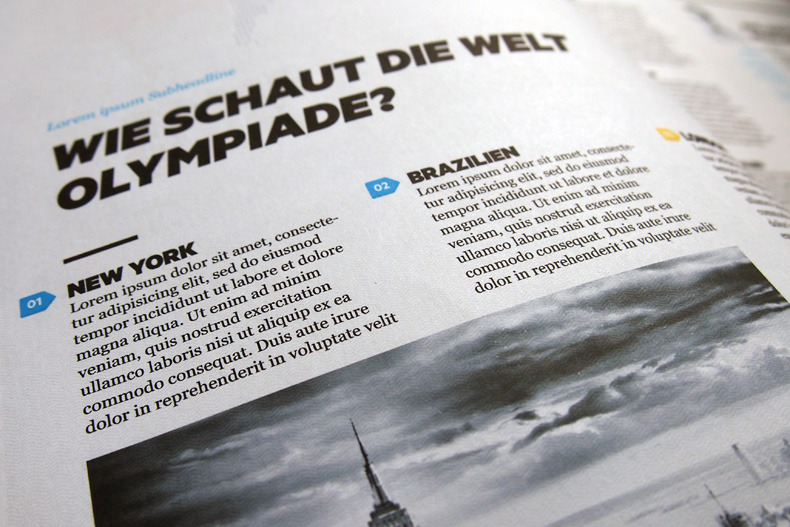 Lorem ipsum Subheadline
WIE SCHAUT DIE WELT
OLYMPIADE?
01
NEW YORK
Lorem ipsum dolor sit amet, consecte-
tur adipisicing elit, sed do eiusmod
tempor incididunt ut labore et dolore
magna aliqua. Ut enim ad minim
veniam, quis nostrud exercitation
ullamco laboris nisi ut aliquip ex ea
commodo consequat. Duis aute irure
dolor in reprehenderit in voluptate velit
02
BRAZILIEN
Lorem ipsum dolor sit amet, consecte-
tur adipisicing elit, sed do eiusmod
tempor incididunt ut labore et dolore
magna aliqua. Ut enim ad minim
veniam, quis nostrud exercitation
ullamco laboris nisi ut aliquip ex ea
commodo consequat. Duis aute irure
dolor in reprehenderit in voluptate velit